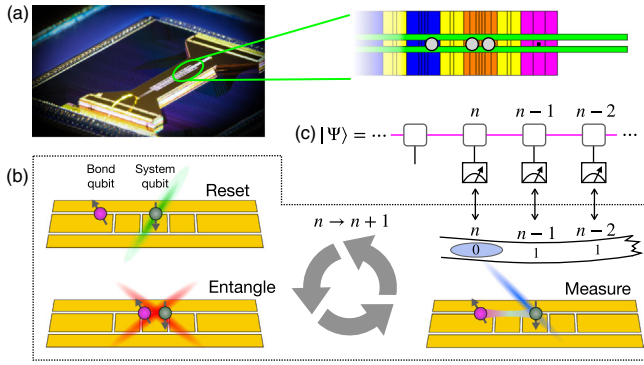 (a)
n n − 1 n − 2
(c) |Ψ⟩ = ··· ···
(b)
Bond qubit
System qubit
Reset
n → n + 1
n n − 1 n − 2
0 1 1
Entangle
Measure